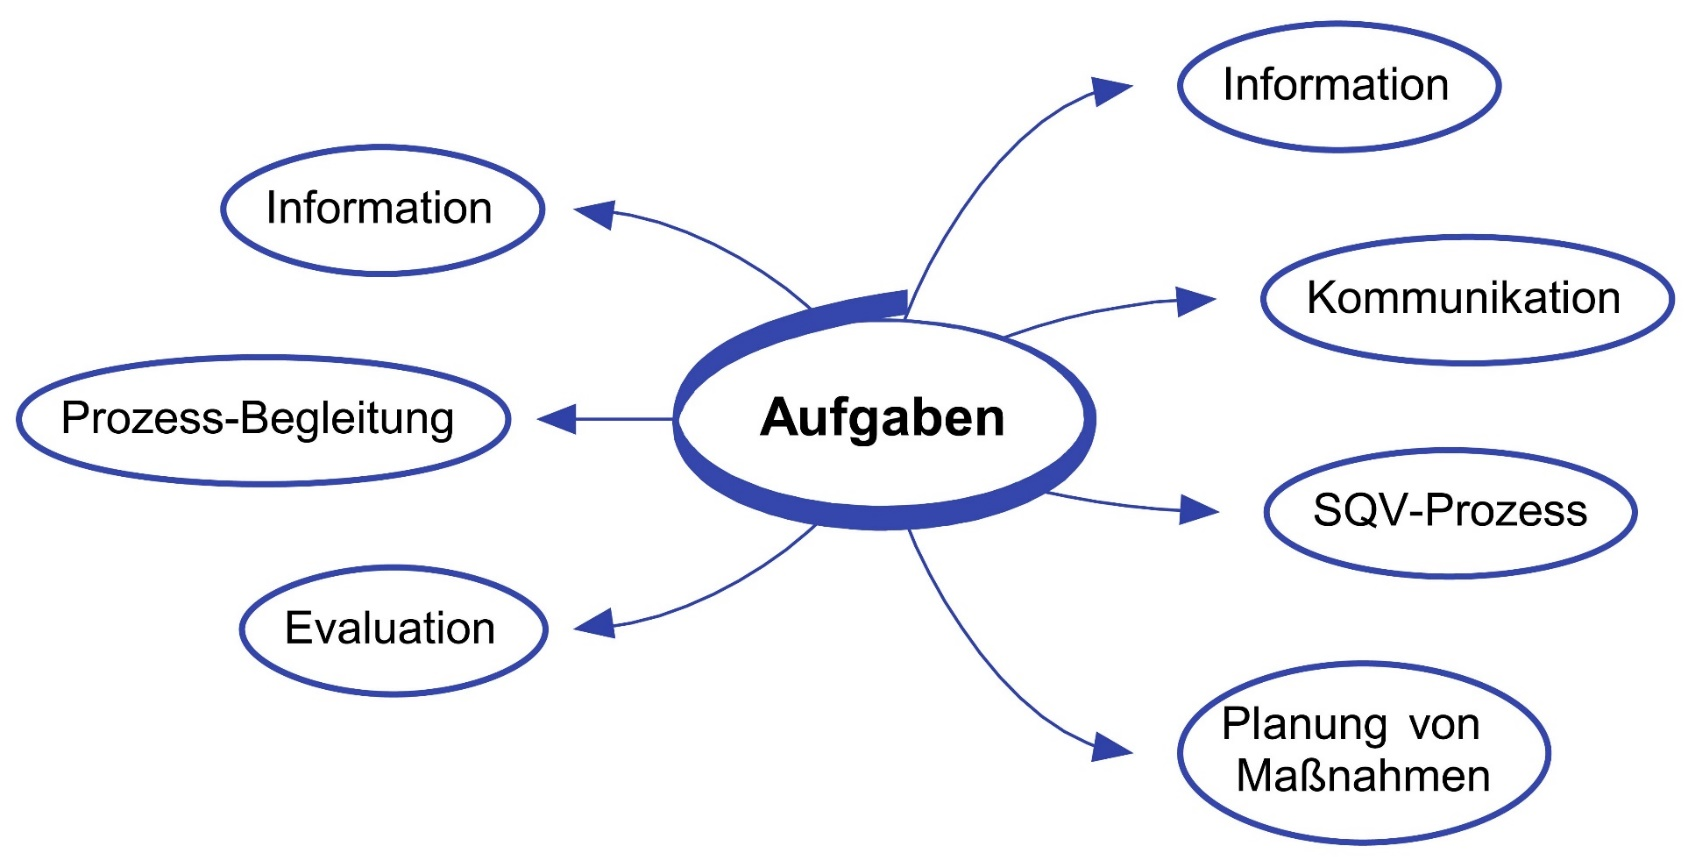 Information
Information
Kommunikation
Prozess-Begleitung
Aufgaben
SQV-Prozess
Evaluation
Planung von
Maßnahmen